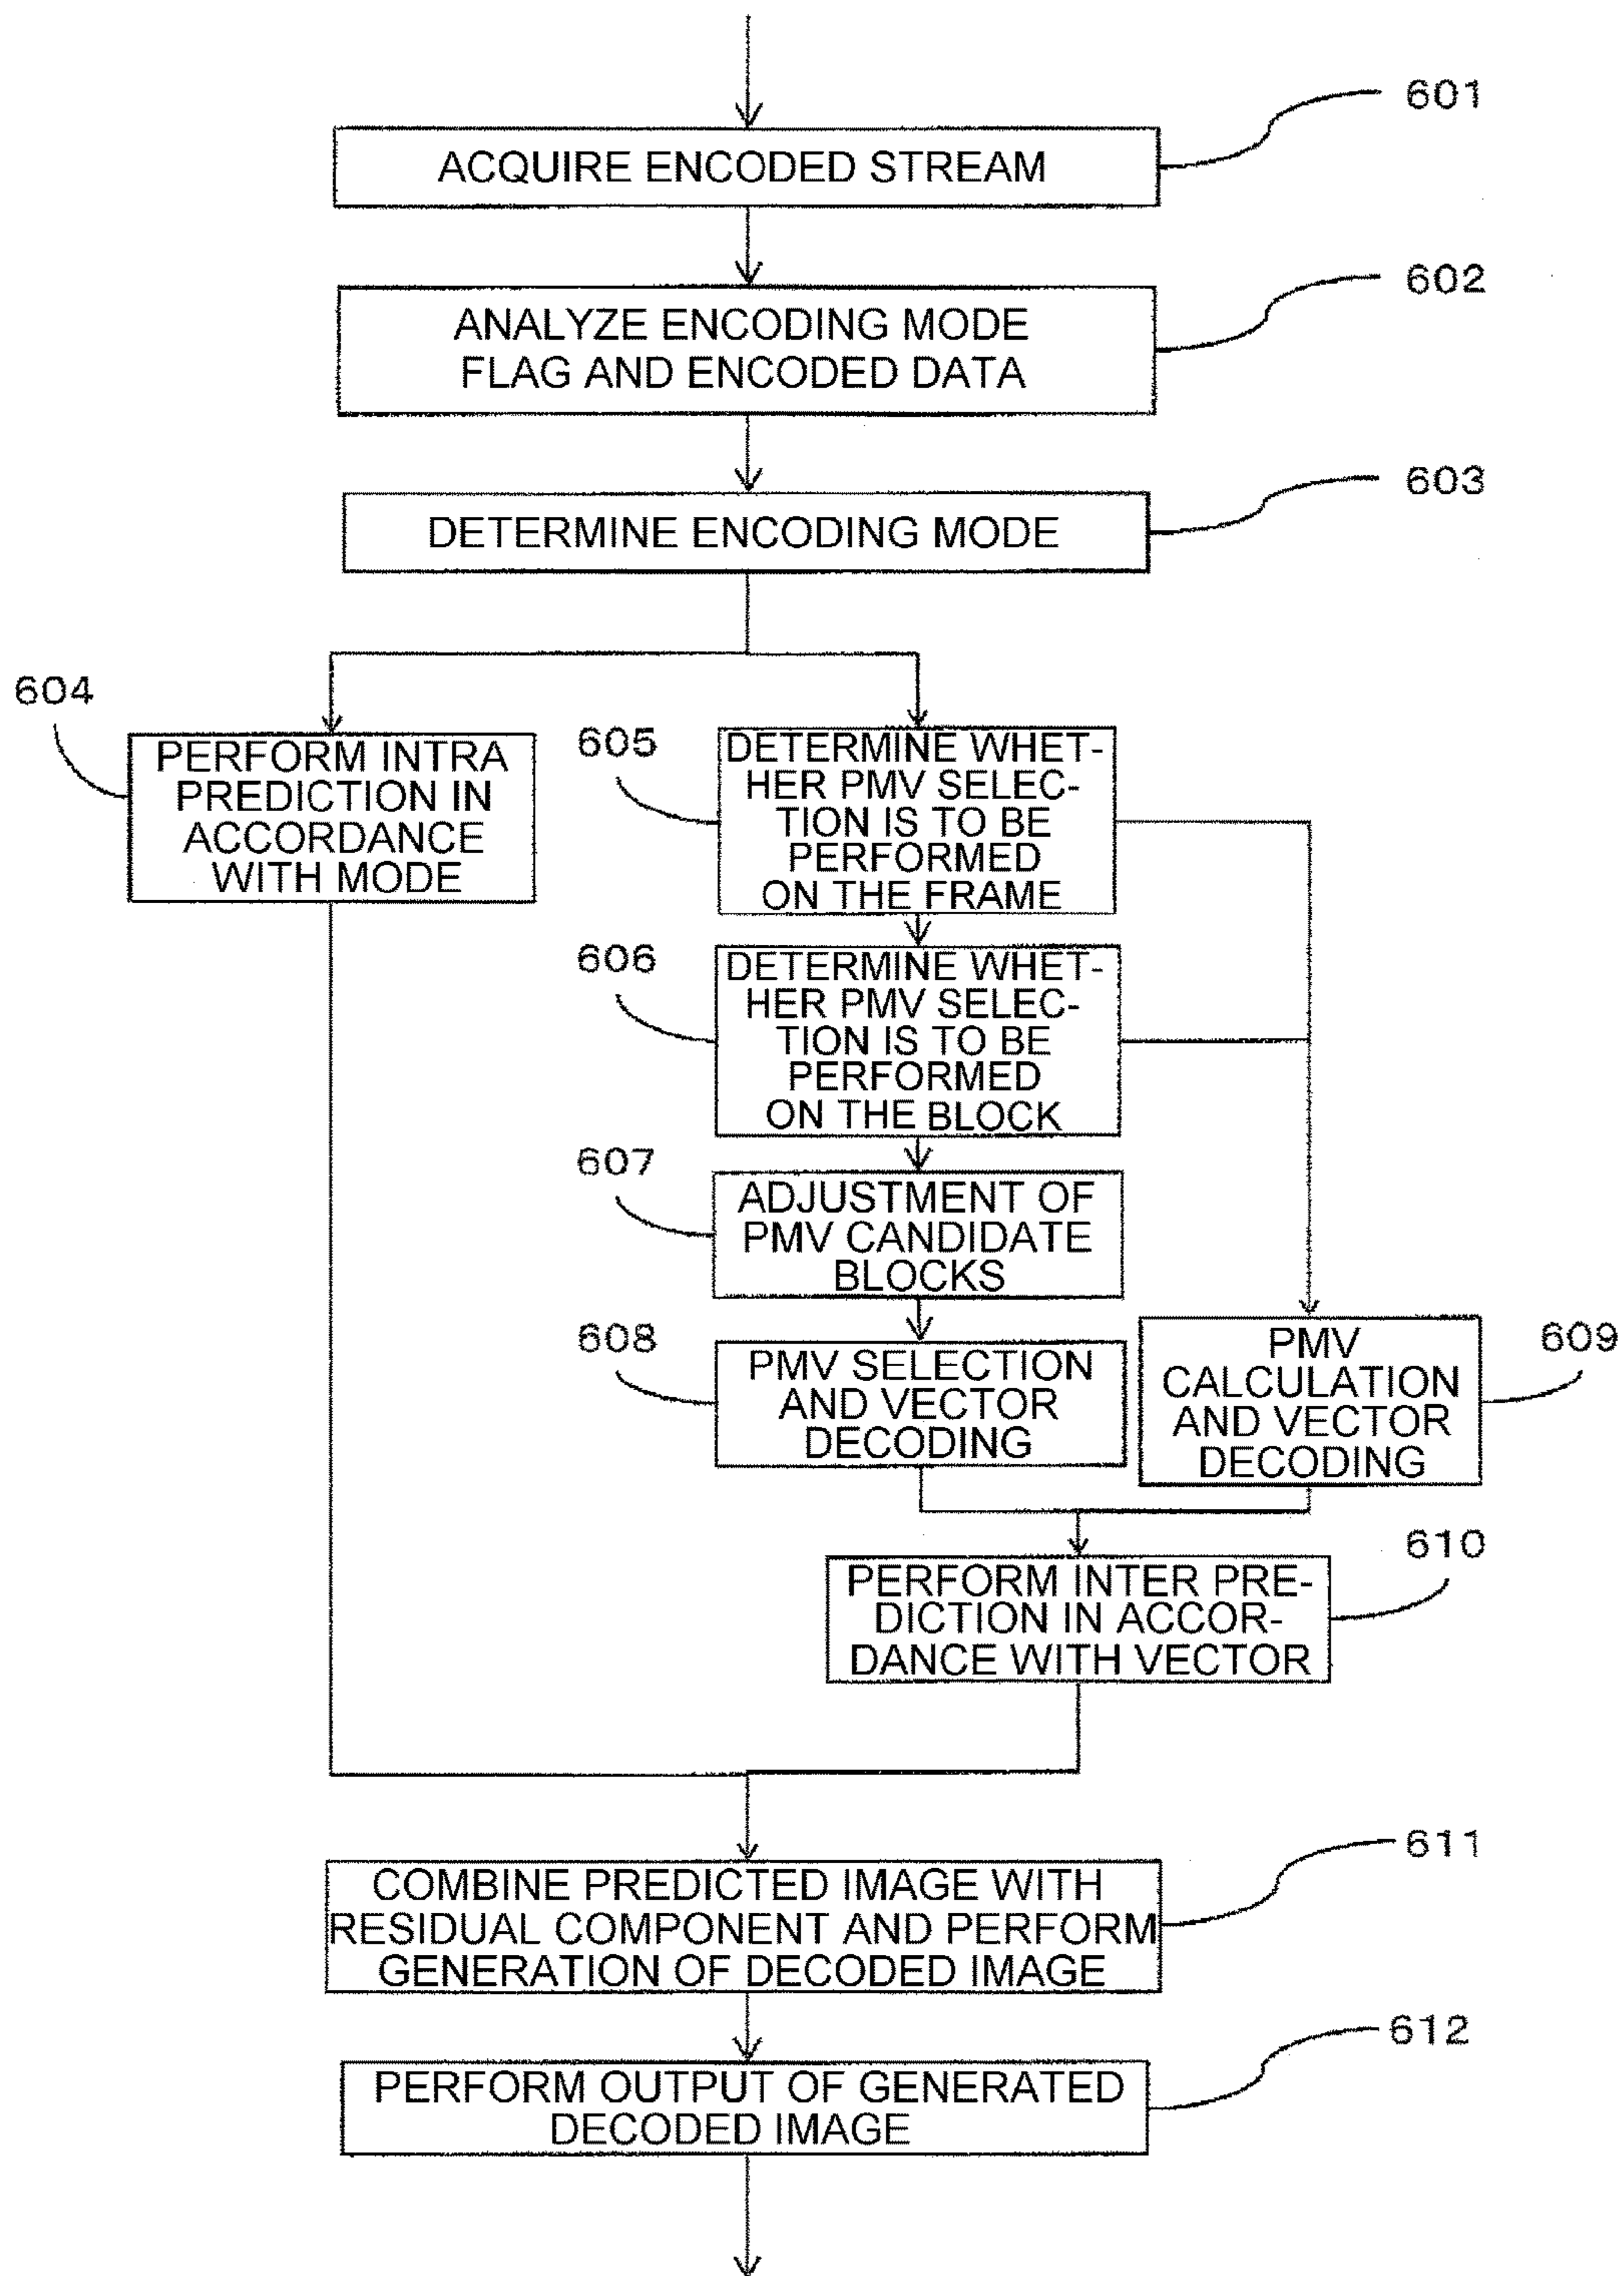 601
ACQUIRE ENCODED STREAM
602
ANALYZE ENCODING MODE
FLAG AND ENCODED DATA
603
DETERMINE ENCODING MODE
604
PERFORM INTRA
PREDICTION IN
ACCORDANCE
WITH MODE
605
DETERMINE WHET-
HER PMV SELEC-
TION IS TO BE
PERFORMED
ON THE FRAME
606
DETERMINE WHET-
HER PMV SELEC-
TION IS TO BE
PERFORMED
ON THE BLOCK
607
ADJUSTMENT OF
PMV CANDIDATE
BLOCKS
608
PMV SELECTION
AND VECTOR
DECODING
609
PMV
CALCULATION
AND VECTOR
DECODING
610
PERFORM INTER PRE-
DICTION IN ACCOR-
DANCE WITH VECTOR
611
COMBINE PREDICTED IMAGE WITH
RESIDUAL COMPONENT AND PERFORM
GENERATION OF DECODED IMAGE
612
PERFORM OUTPUT OF GENERATED
DECODED IMAGE